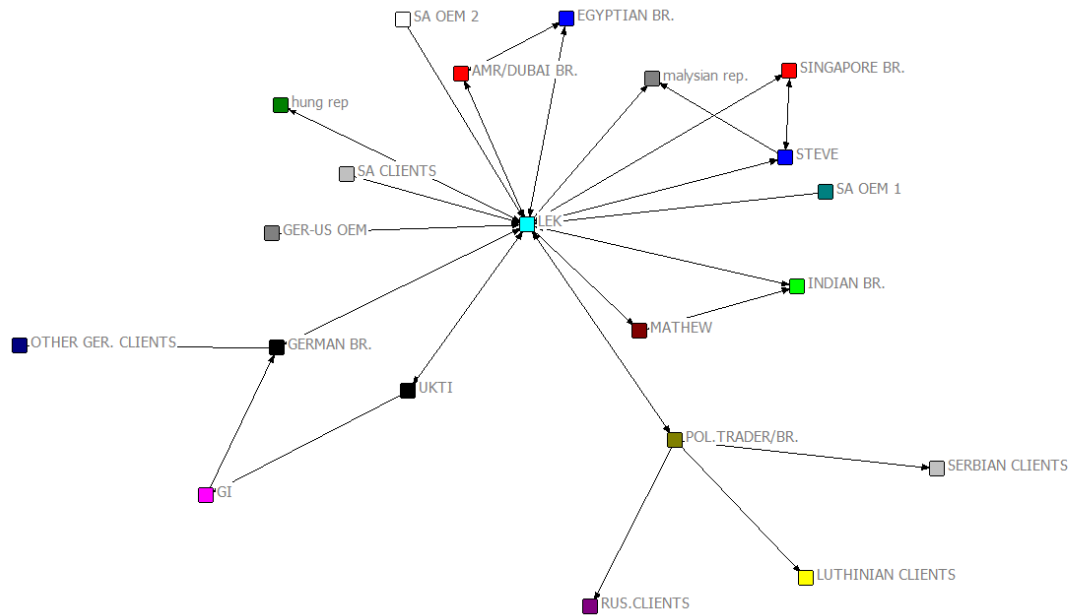 SA OEM 2
EGYPTIAN BR.
AMR/DUBAI BR.
malysian rep.
SINGAPORE BR.
hung rep
STEVE
SA CLIENTS
SA OEM 1
LEK
GER-US OEM
INDIAN BR.
MATHEW
OTHER GER. CLIENTS
GERMAN BR.
UKTI
POL.TRADER/BR.
SERBIAN CLIENTS
GI
LUTHINIAN CLIENTS
RUS.CLIENTS